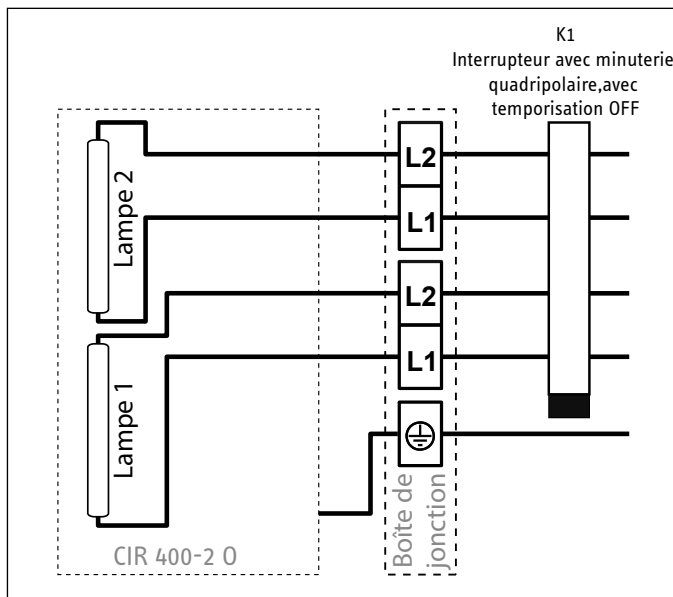 K1
Interrupteur avec minuterie
quadripolaire,avec
temporisation OFF
Lampe 2
L2
L1
Lampe 1
L2
L1
Boîte de
jonction
CIR 400-2 O